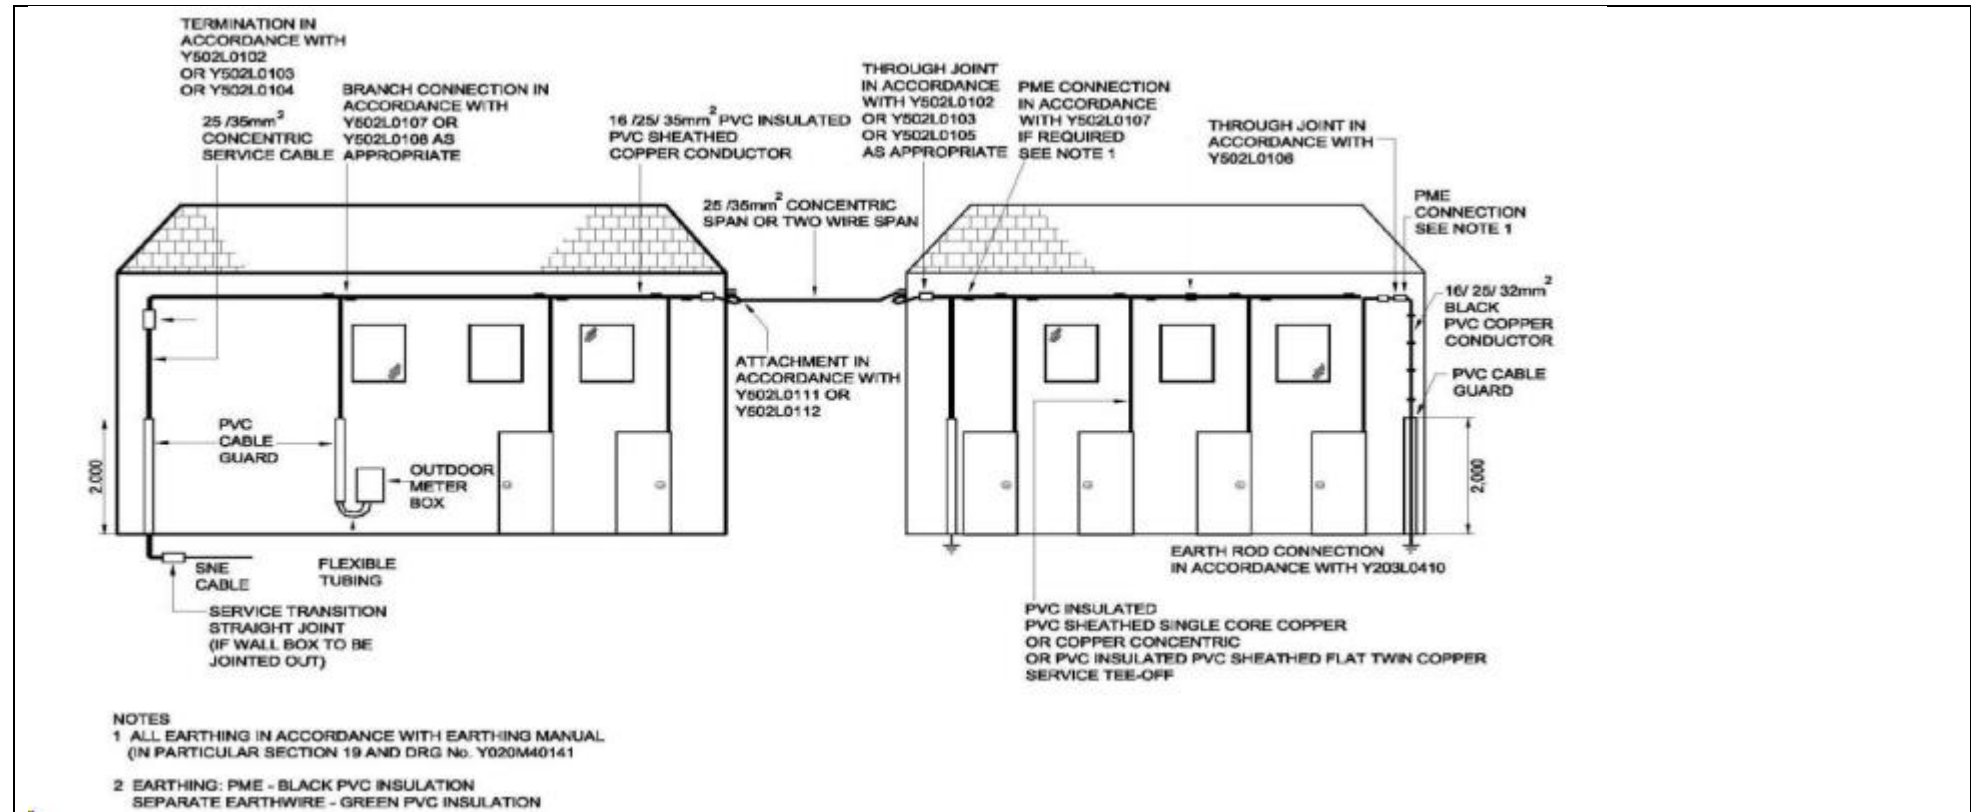 TERMINATION IN
ACCORDANCE WITH
Y502L0102
OR Y502L0103
OR Y502L0104
25 /35mm²
CONCENTRIC
SERVICE CABLE
BRANCH CONNECTION IN
ACCORDANCE WITH
Y502L0107 OR
Y502L0108 AS
APPROPRIATE
16 /25/ 35mm² PVC INSULATED
PVC SHEATHED
COPPER CONDUCTOR
25 /35mm² CONCENTRIC
SPAN OR TWO WIRE SPAN
THROUGH JOINT
IN ACCORDANCE
WITH Y502L0102
OR Y502L0103
OR Y502L0105
AS APPROPRIATE
PME CONNECTION
IN ACCORDANCE
WITH Y502L0107
IF REQUIRED
SEE NOTE 1
THROUGH JOINT IN
ACCORDANCE WITH
Y502L0106
PME
CONNECTION
SEE NOTE 1
16/ 25/ 32mm²
BLACK
PVC COPPER
CONDUCTOR
PVC CABLE
GUARD
ATTACHMENT IN
ACCORDANCE WITH
Y502L0111 OR
Y502L0112
PVC
CABLE
GUARD
2.000
OUTDOOR
METER
BOX
2,000
SNE
CABLE
FLEXIBLE
TUBING
SERVICE TRANSITION
STRAIGHT JOINT
(IF WALL BOX TO BE
JOINTED OUT)
EARTH ROD CONNECTION
IN ACCORDANCE WITH Y203L0410
PVC INSULATED
PVC SHEATHED SINGLE CORE COPPER
OR COPPER CONCENTRIC
OR PVC INSULATED PVC SHEATHED FLAT TWIN COPPER
SERVICE TEE-OFF
NOTES
1 ALL EARTHING IN ACCORDANCE WITH EARTHING MANUAL
(IN PARTICULAR SECTION 19 AND DRG No. Y020M40141
2 EARTHING: PME - BLACK PVC INSULATION
SEPARATE EARTHWIRE - GREEN PVC INSULATION